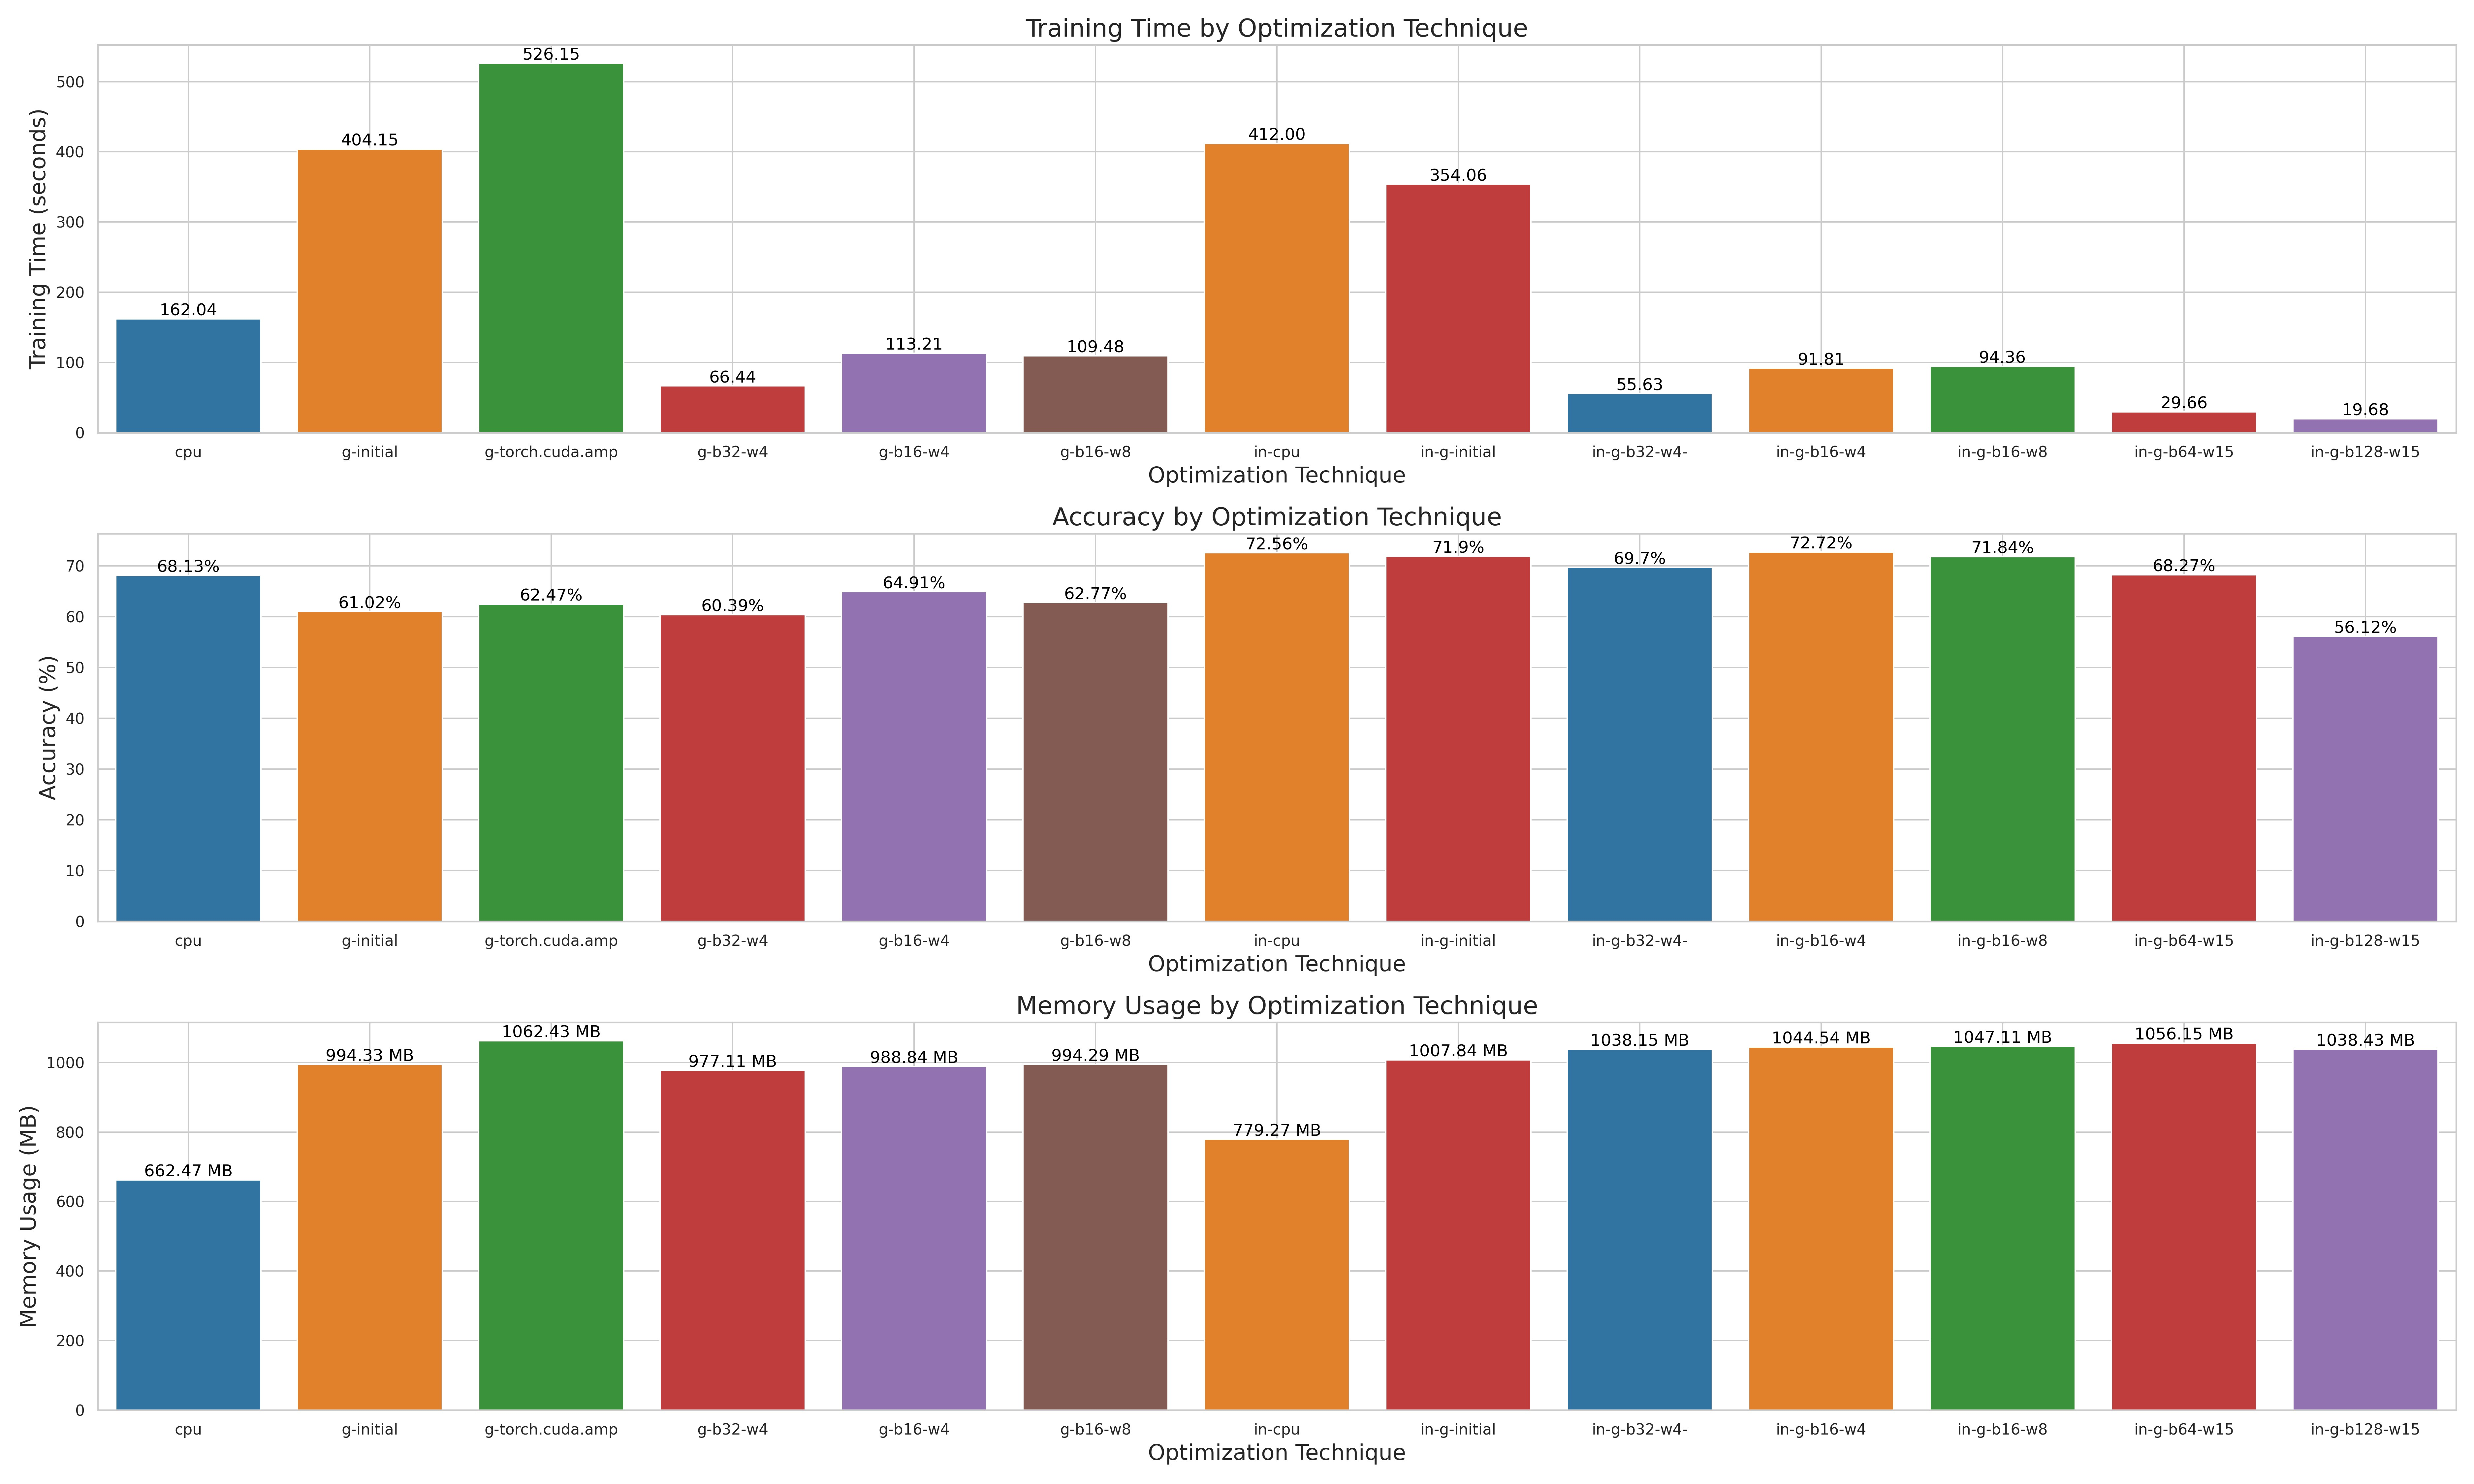 Training Time by Optimization Technique
Training Time (seconds)
500
400
300
200
100
0
162.04
404.15
526.15
66.44
113.21
109.48
412.00
354.06
55.63
91.81
94.36
29.66
19.68
cpu
g-initial
g-torch.cuda.amp
g-b32-w4
g-b16-w4
g-b16-w8
in-cpu
in-g-initial
in-g-b32-w4-
in-g-b16-w4
in-g-b16-w8
in-g-b64-w15
in-g-b128-w15
Optimization Technique
Accuracy by Optimization Technique
Accuracy (%)
70
60
50
40
30
20
10
0
68.13%
61.02%
62.47%
60.39%
64.91%
62.77%
72.56%
71.9%
69.7%
72.72%
71.84%
68.27%
56.12%
cpu
g-initial
g-torch.cuda.amp
g-b32-w4
g-b16-w4
g-b16-w8
in-cpu
in-g-initial
in-g-b32-w4-
in-g-b16-w4
in-g-b16-w8
in-g-b64-w15
in-g-b128-w15
Optimization Technique
Memory Usage by Optimization Technique
Memory Usage (MB)
1000
800
600
400
200
0
662.47 MB
994.33 MB
1062.43 MB
977.11 MB
988.84 MB
994.29 MB
779.27 MB
1007.84 MB
1038.15 MB
1044.54 MB
1047.11 MB
1056.15 MB
1038.43 MB
cpu
g-initial
g-torch.cuda.amp
g-b32-w4
g-b16-w4
g-b16-w8
in-cpu
in-g-initial
in-g-b32-w4-
in-g-b16-w4
in-g-b16-w8
in-g-b64-w15
in-g-b128-w15
Optimization Technique